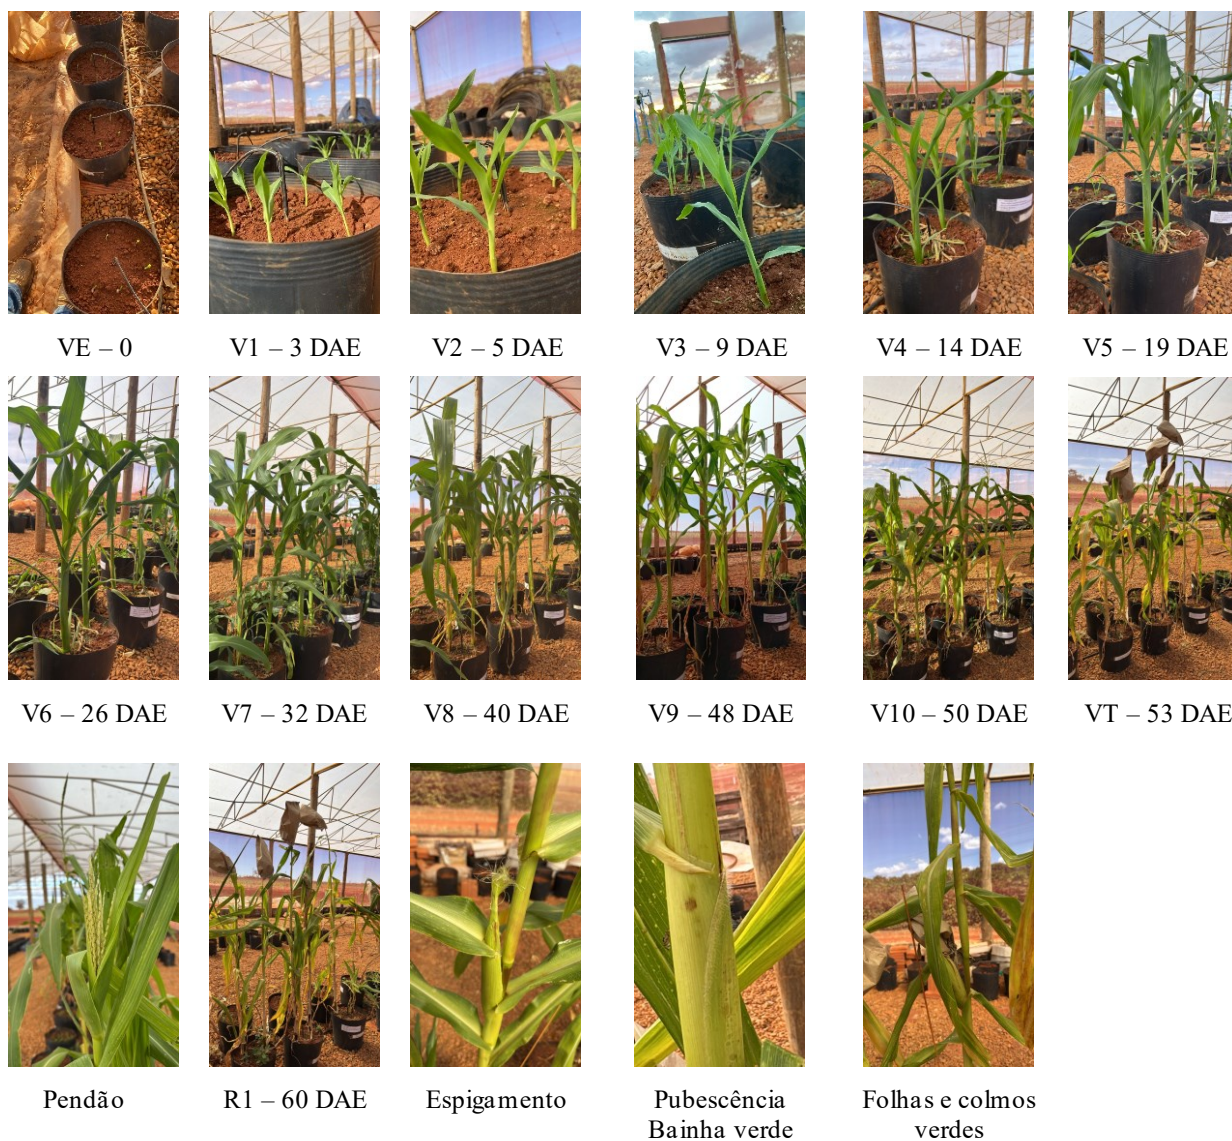 VE – 0
V1 – 3 DAE
V2 – 5 DAE
V3 – 9 DAE
V4 – 14 DAE
V5 – 19 DAE
V6 – 26 DAE
V7 – 32 DAE
V8 – 40 DAE
V9 – 48 DAE
V10 – 50 DAE
VT – 53 DAE
Pendão
R1 – 60 DAE
Espigamento
Pubescência
Bainha verde
Folhas e colmos
verdes